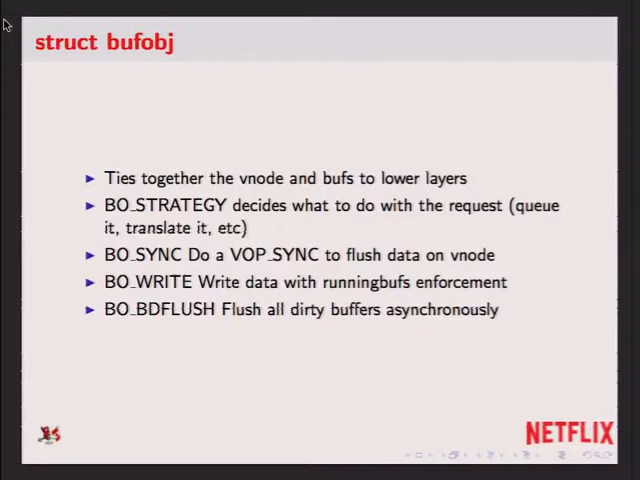 struct bufobj
Ties together the vnode and bufs to lower layers
BO_STRATEGY decides what to do with the request (queue
it, translate it, etc)
BO_SYNC Do a VOP_SYNC to flush data on vnode
BO_WRITE Write data with runningbufs enforcement
BO_BDFLUSH Flush all dirty buffers asynchronously
NETFLIX